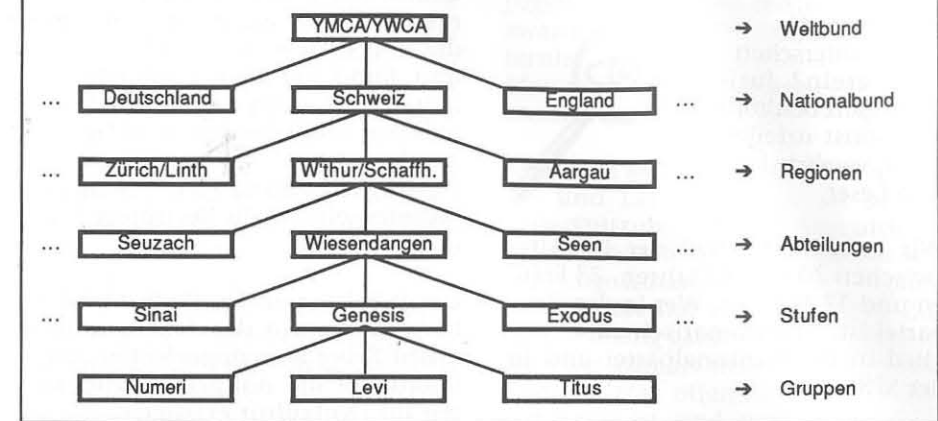 YMCA/YWCA → Weltbund
... Deutschland Schweiz England ... → Nationalbund
... Zürich/Linth W'thur/Schaffh. Aargau ... → Regionen
... Seuzach Wiesendangen Seen ... → Abteilungen
... Sinai Genesis Exodus ... → Stufen
Numeri Levi Titus → Gruppen